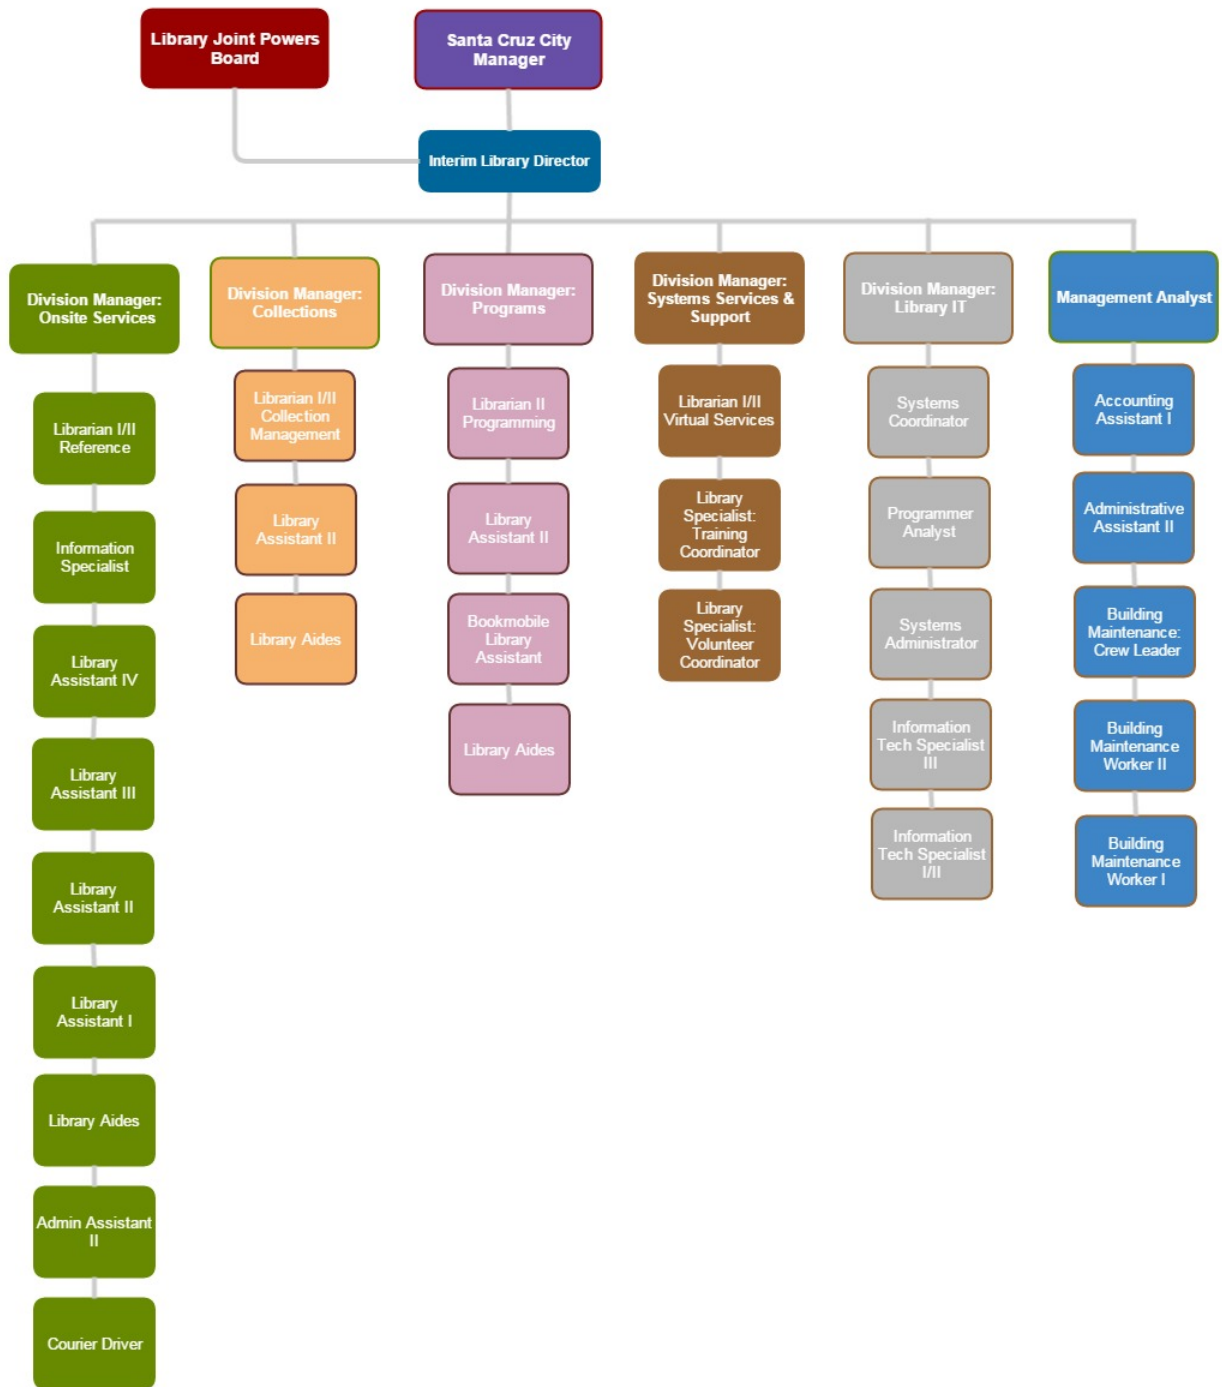 Library Joint Powers
Board
Santa Cruz City
Manager
Interim Library Director
Division Manager:
Onsite Services
Librarian I/II
Reference
Information
Specialist
Library
Assistant IV
Library
Assistant III
Library
Assistant II
Library
Assistant I
Library Aides
Admin Assistant
II
Courier Driver
Division Manager:
Collections
Librarian I/II
Collection
Management
Library
Assistant II
Library Aides
Division Manager:
Programs
Librarian II
Programming
Library
Assistant II
Bookmobile
Library
Assistant
Library Aides
Division Manager:
Systems Services &
Support
Librarian I/II
Virtual Services
Library
Specialist:
Training
Coordinator
Library
Specialist:
Volunteer
Coordinator
Division Manager:
Library IT
Systems
Coordinator
Programmer
Analyst
Systems
Administrator
Information
Tech Specialist
III
Information
Tech Specialist
I/II
Management Analyst
Accounting
Assistant I
Administrative
Assistant II
Building
Maintenance:
Crew Leader
Building
Maintenance
Worker II
Building
Maintenance
Worker I